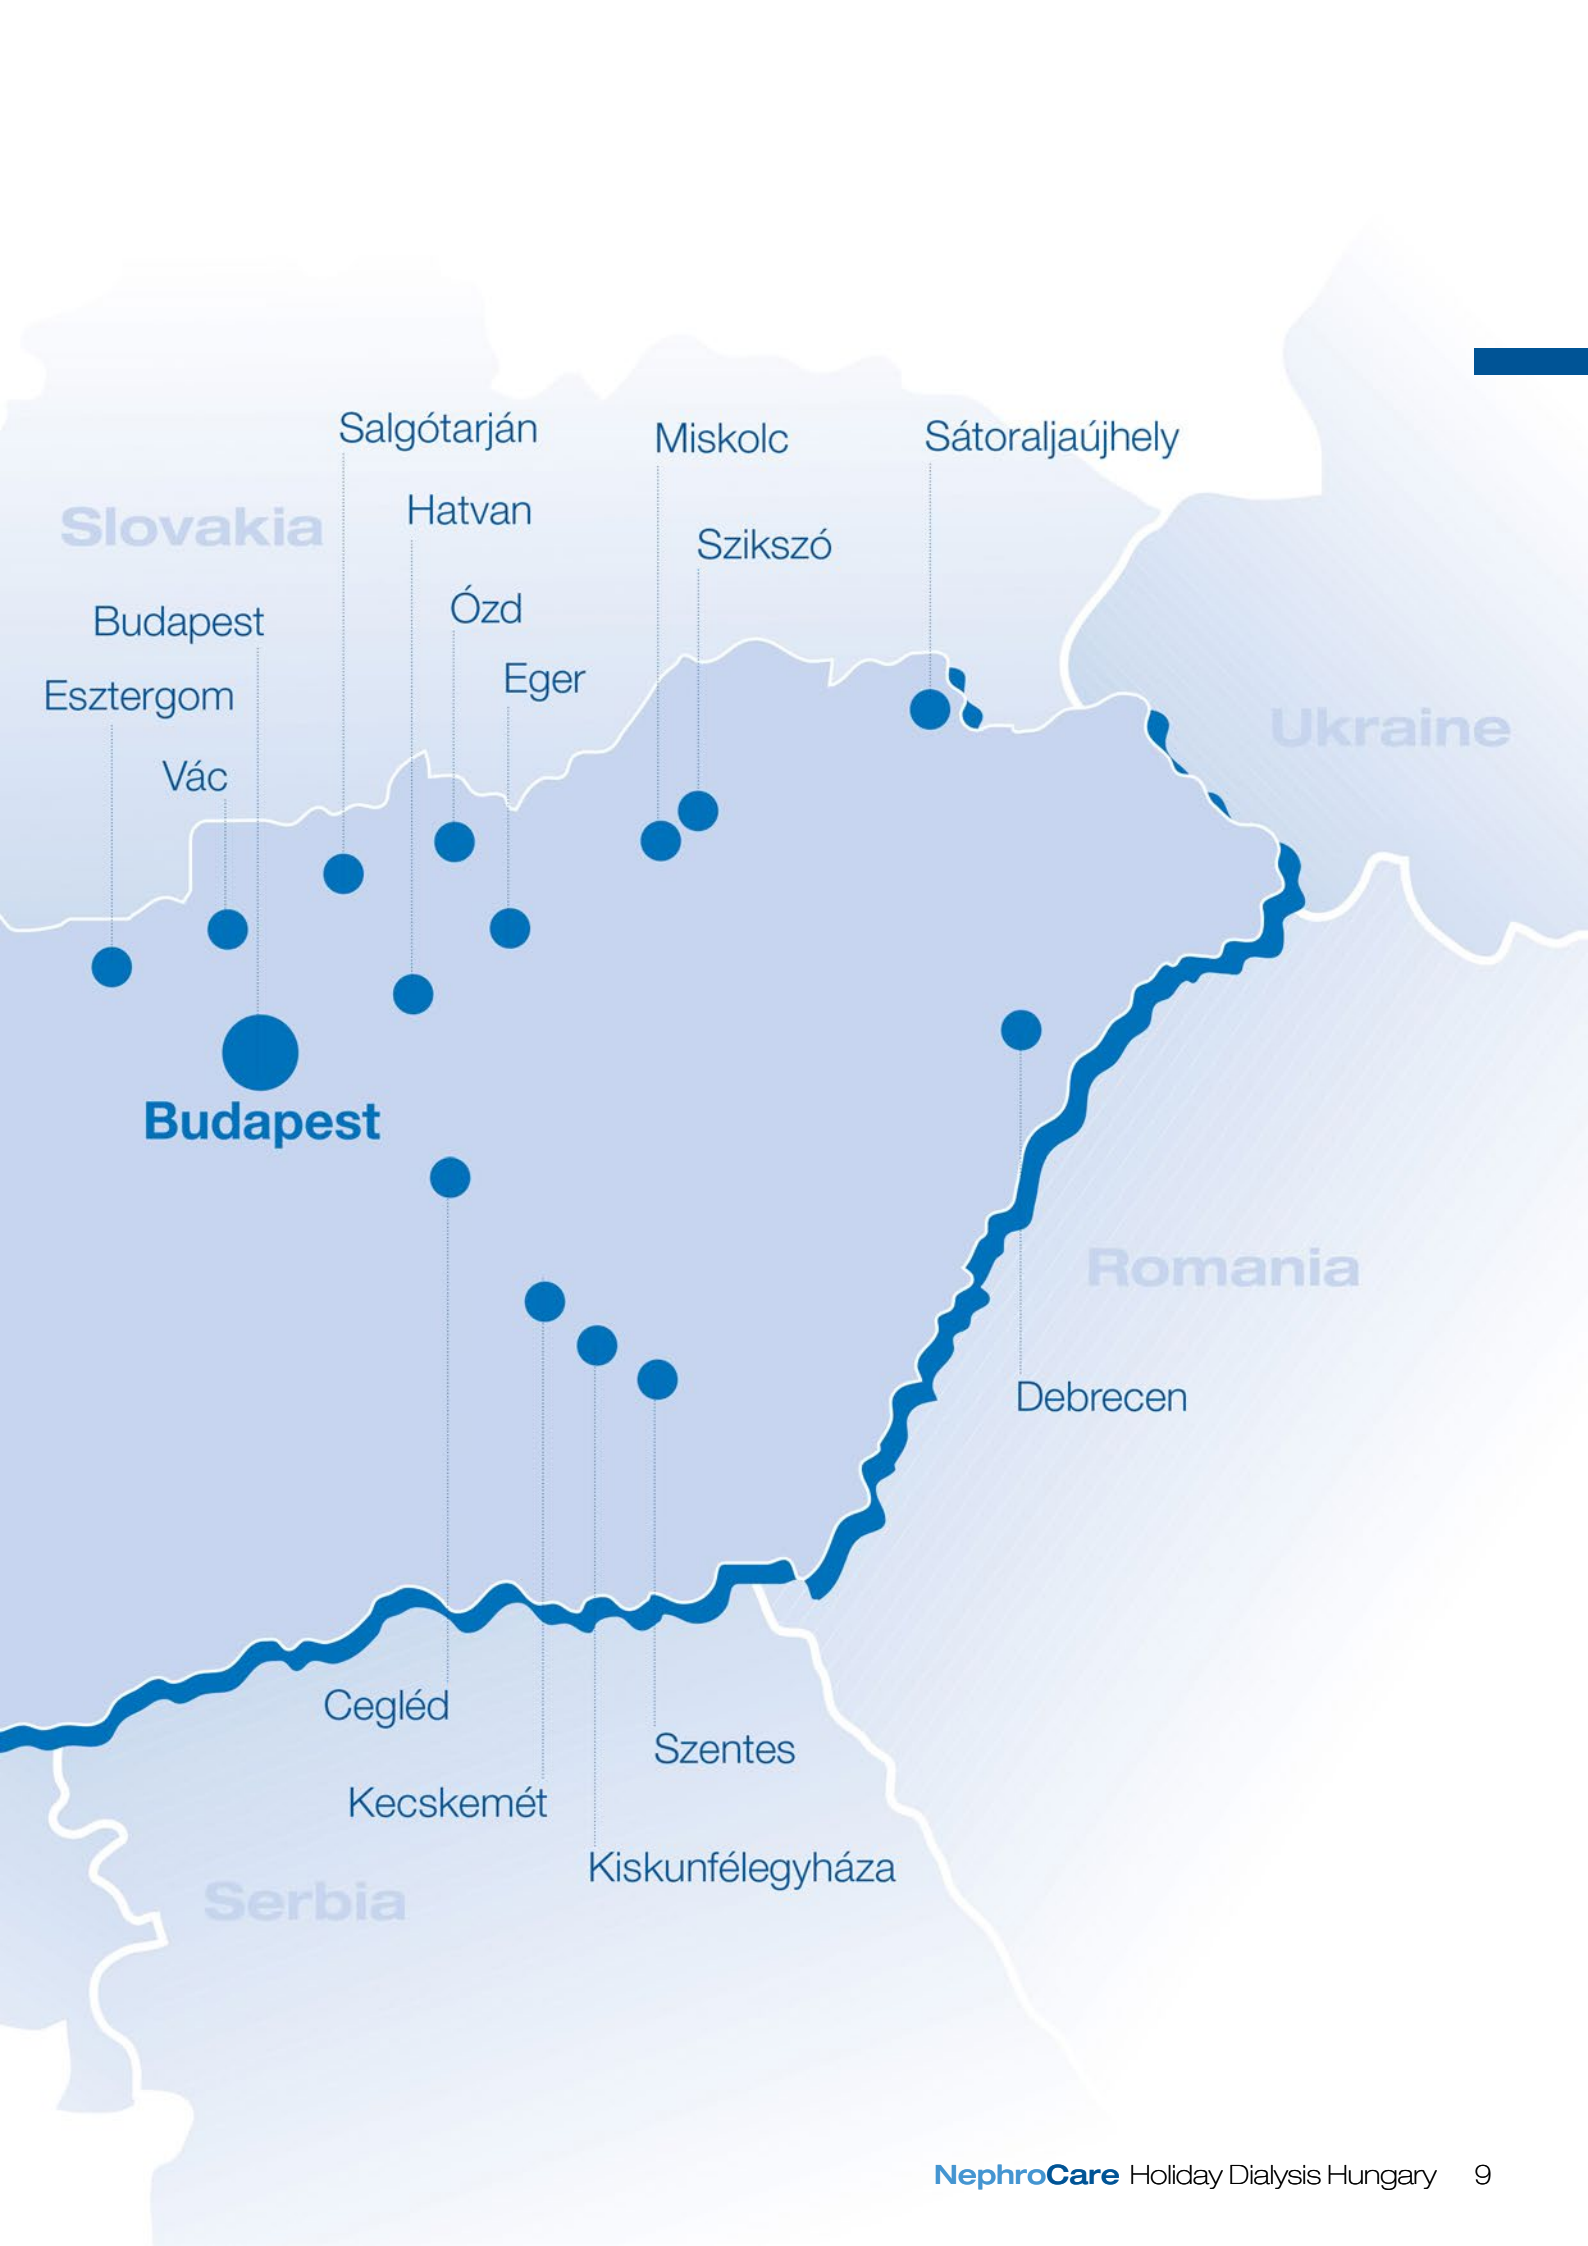 Salgótarján
Miskolc
Sátoraljaújhely
Hatvan
Slovakia
Szikszó
Ózd
Budapest
Eger
Esztergom
Ukraine
Vác
Budapest
Romania
Debrecen
Cegléd
Szentes
Kecskemét
Kiskunfélegyháza
Serbia
NephroCare Holiday Dialysis Hungary 9